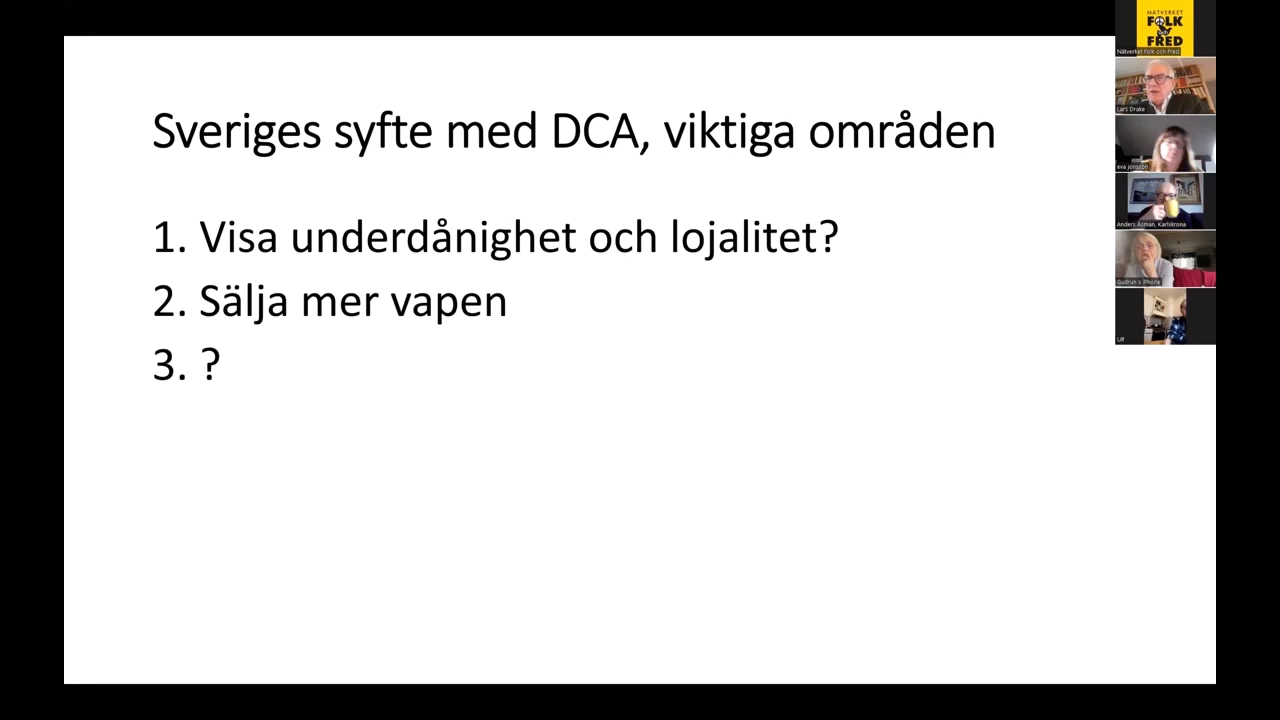 Sveriges syfte med DCA, viktiga områden
1. Visa underdånighet och lojalitet?
2. Sälja mer vapen
3. ?
NÄTVERKET
FOLK
och
FRED
Nätverket Folk och Fred
Lars Drake
eva jonsson
Anders Åsman, Karlskrona
Gudrun s iPhone
Ulf